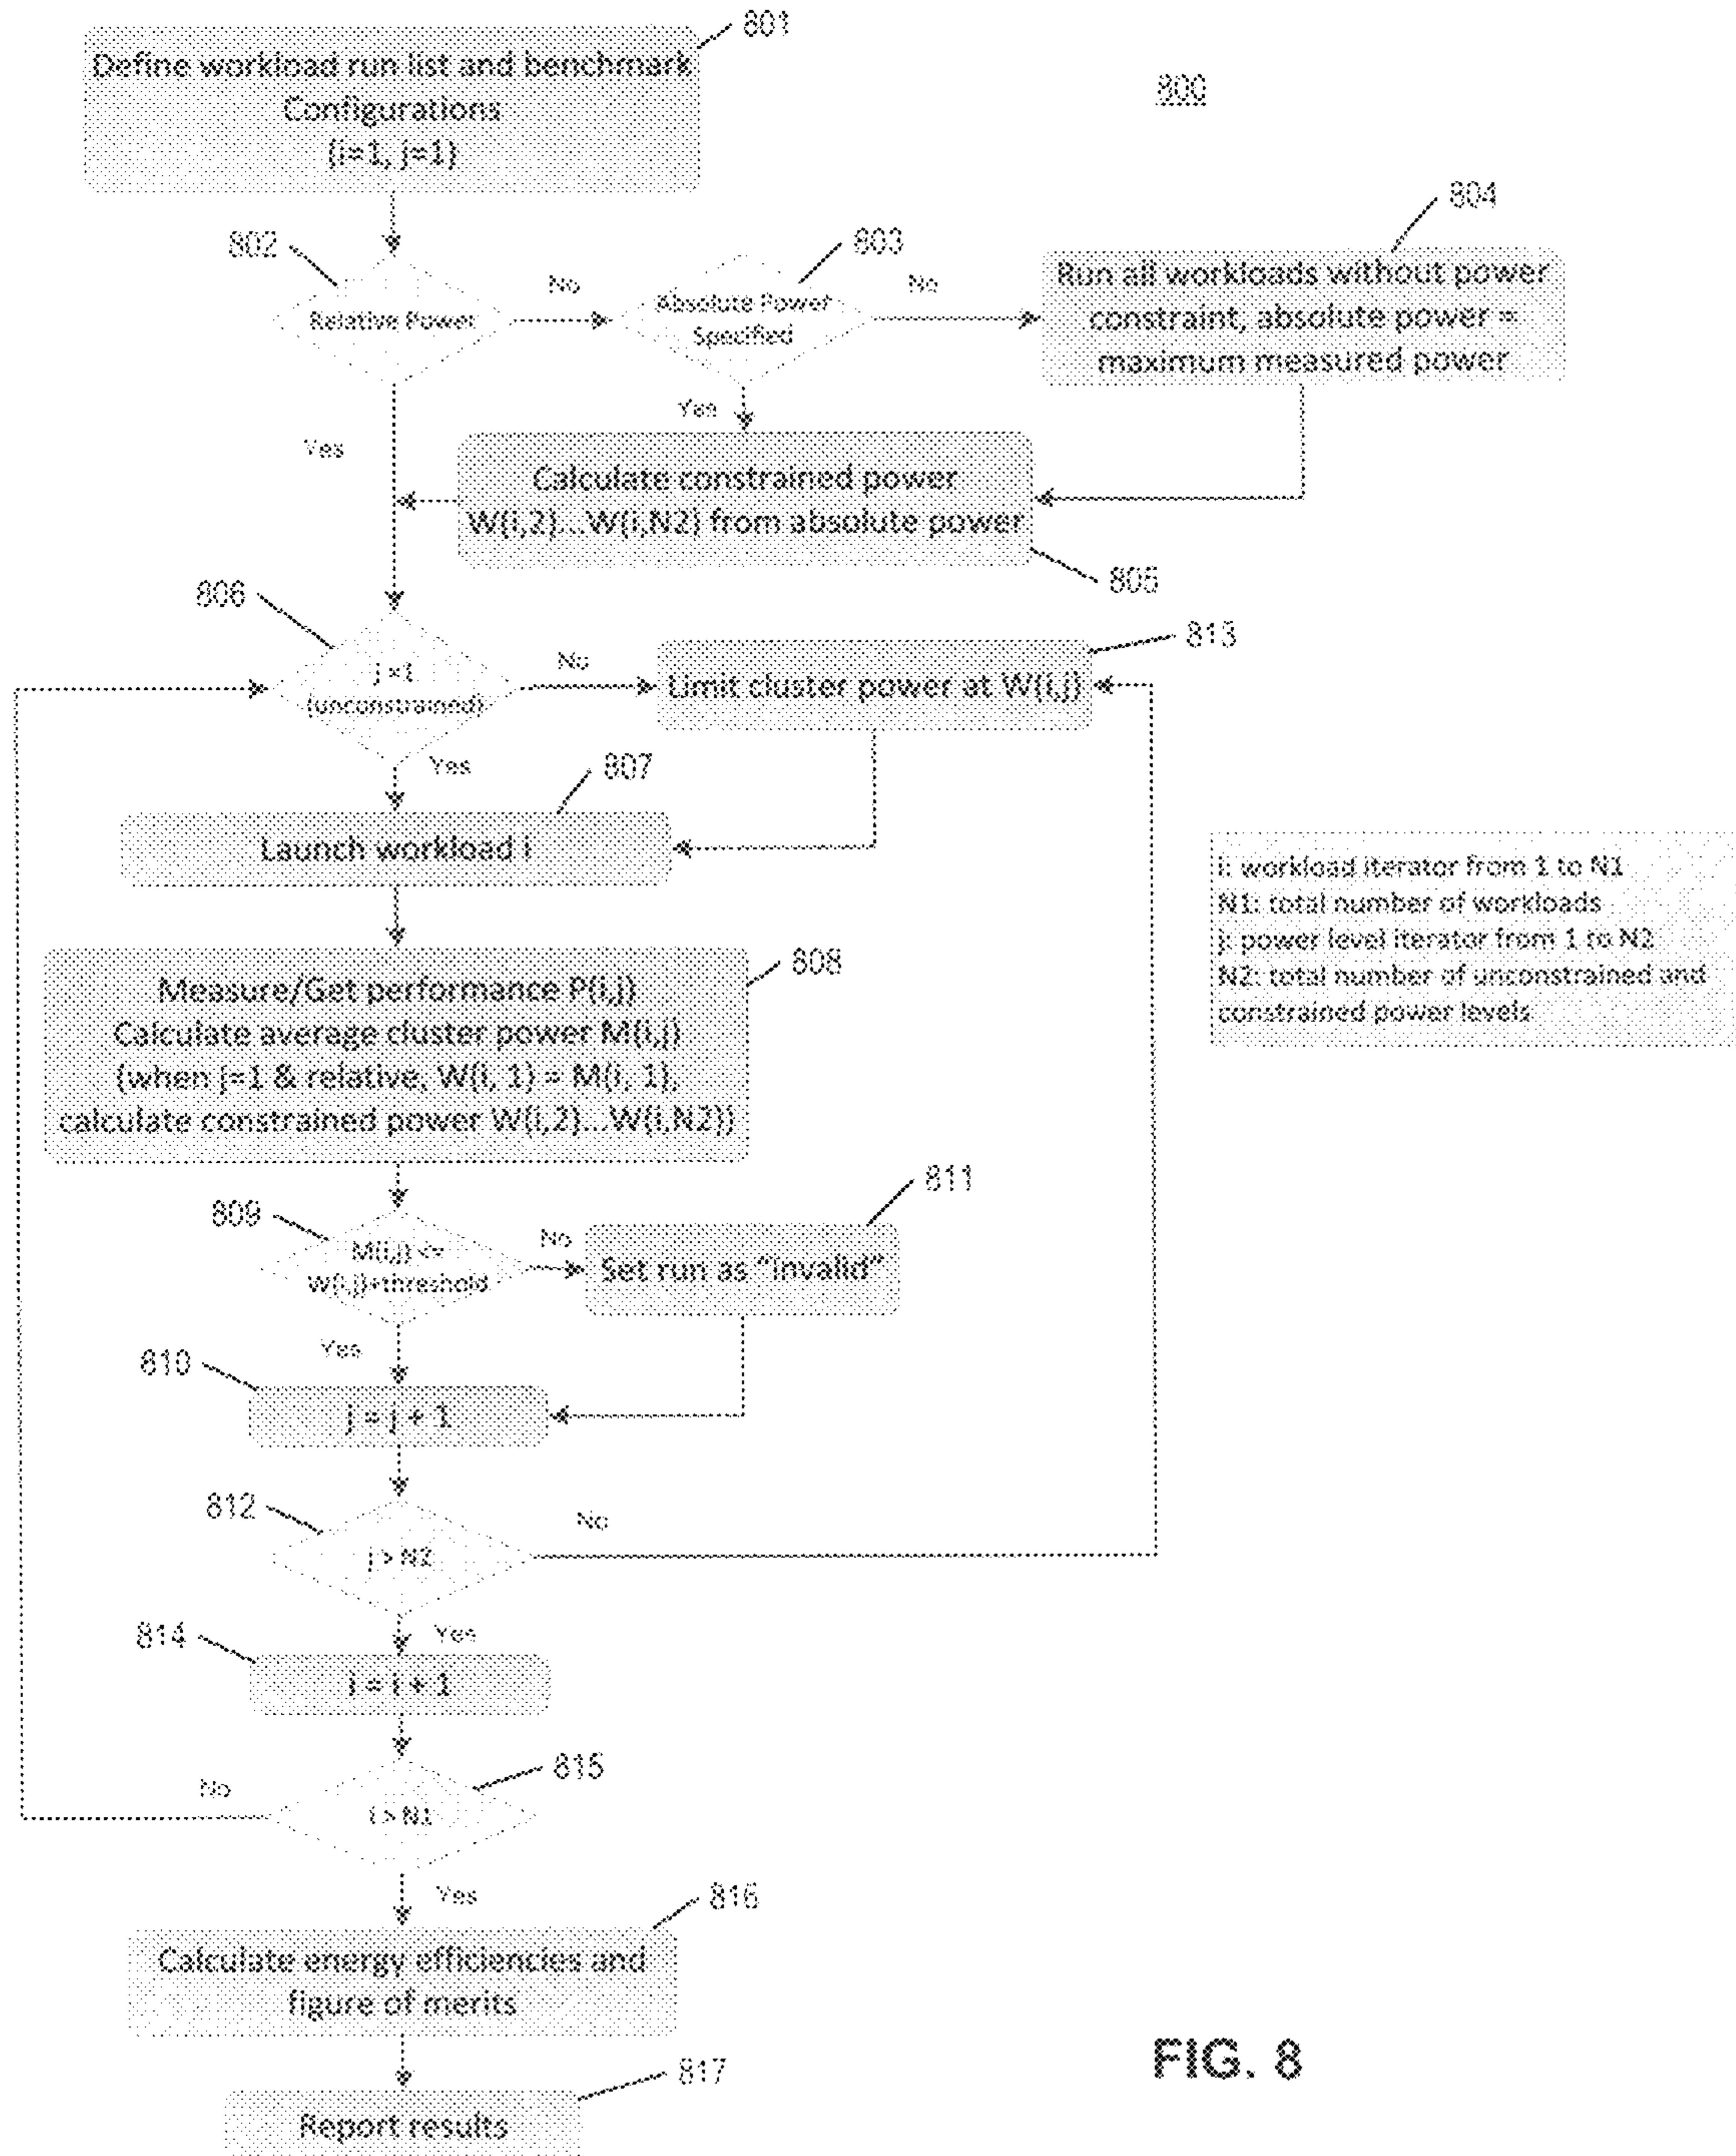 801
Define workload run list and benchmark
Configurations
(i=1, j=1)
800
802
Relative Power
No
803
Absolute Power
Specified
No
804
Run all workloads without power
constraint, absolute power =
maximum measured power
Yes
Yes
Calculate constrained power
W(i,2)...W(i,N2) from absolute power
805
806
j =1
(unconstrained)
No
813
Limit cluster power at W(i,j)
Yes
807
Launch workload i
i: workload iterator from 1 to N1
N1: total number of workloads
j: power level iterator from 1 to N2
N2: total number of unconstrained and
constrained power levels
808
Measure/Get performance P(i,j)
Calculate average cluster power M(i,j)
(when j=1 & relative, W(i, 1) = M(i, 1),
calculate constrained power W(i,2)...W(i,N2))
809
M(i,j) <=
W(i,j)+threshold
No
811
Set run as "invalid"
Yes
810
j = j + 1
812
j > N2
No
Yes
814
i = i + 1
815
i > N1
No
Yes
816
Calculate energy efficiencies and
figure of merits
817
Report results
FIG. 8